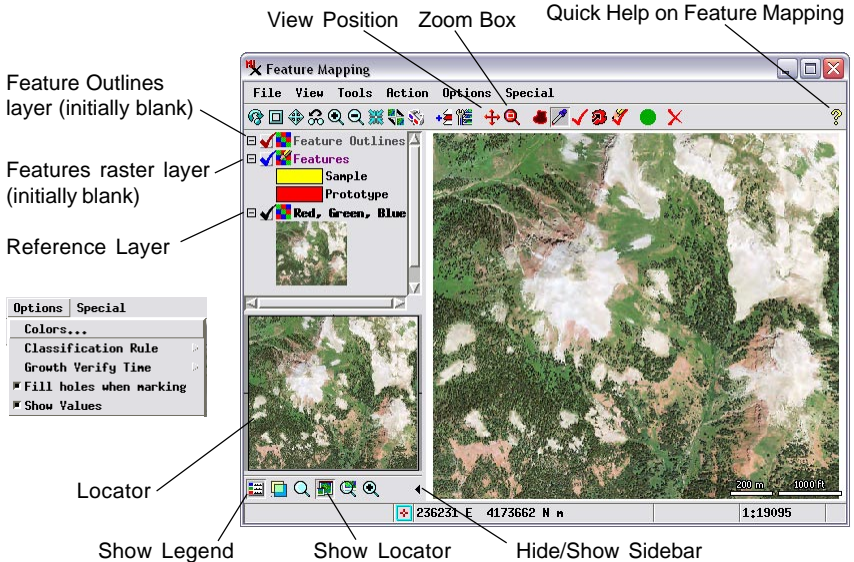 View Position
Zoom Box
Quick Help on Feature Mapping
Feature Mapping
File View Tools Action Options Special
Feature Outlines
layer (initially blank)
Features raster layer
(initially blank)
Reference Layer
Feature Outlines
Features
Sample
Prototype
Red, Green, Blue
Options Special
Colors...
Classification Rule
Growth Verify Time
Fill holes when marking
Show Values
Locator
200 m 1000 ft
236231 E 4173662 N m
1:19095
Show Legend
Show Locator
Hide/Show Sidebar